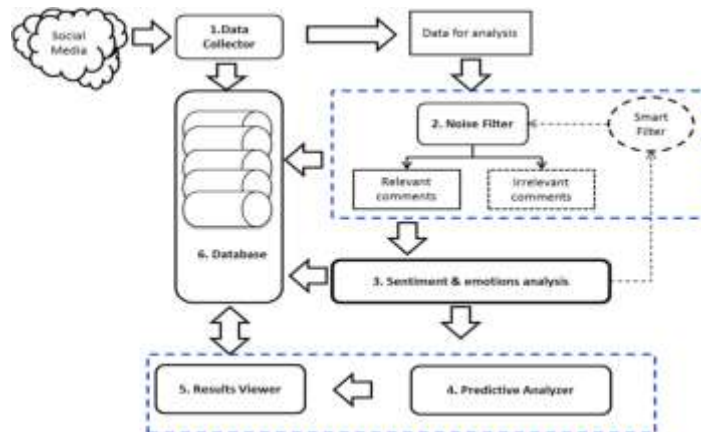 Social
Media
1.Data
Collector
Data for analysis
2. Noise Filter
Smart
Filter
Relevant
comments
Irrelevant
comments
6. Database
3. Sentiment & emotions analysis
5. Results Viewer
4. Predictive Analyzer